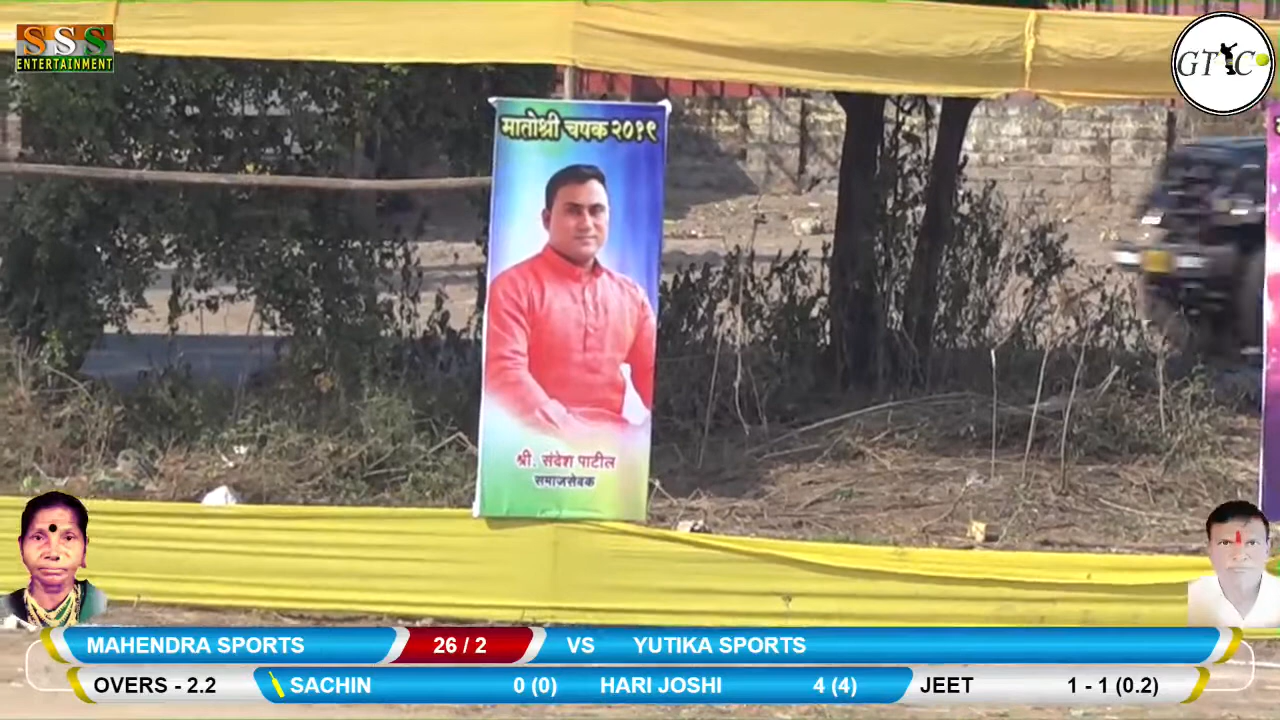 SSS
ENTERTAINMENT
GTCC
मातोश्री चषक २०१९
श्री. संदेश पाटील
समाजसेवक
MAHENDRA SPORTS 26 / 2 VS YUTIKA SPORTS
OVERS - 2.2 SACHIN 0 (0) HARI JOSHI 4 (4) JEET 1 - 1 (0.2)